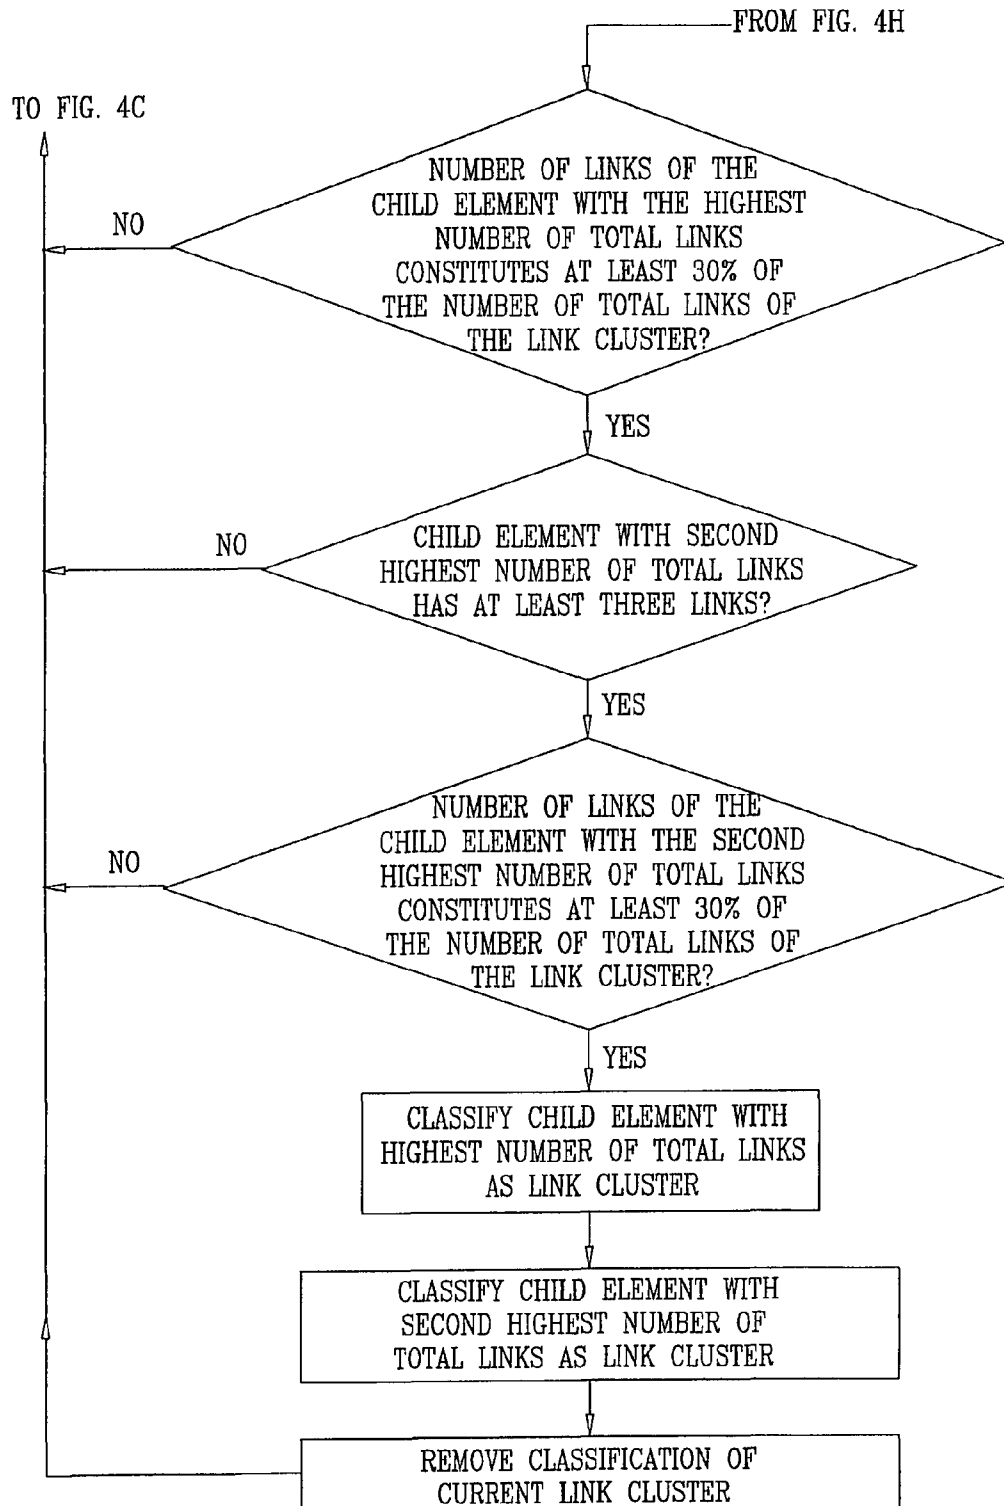 FROM FIG. 4H
TO FIG. 4C
NUMBER OF LINKS OF THE
CHILD ELEMENT WITH THE HIGHEST
NUMBER OF TOTAL LINKS
CONSTITUTES AT LEAST 30% OF
THE NUMBER OF TOTAL LINKS OF
THE LINK CLUSTER?
NO
YES
CHILD ELEMENT WITH SECOND
HIGHEST NUMBER OF TOTAL LINKS
HAS AT LEAST THREE LINKS?
NO
YES
NUMBER OF LINKS OF THE
CHILD ELEMENT WITH THE SECOND
HIGHEST NUMBER OF TOTAL LINKS
CONSTITUTES AT LEAST 30% OF
THE NUMBER OF TOTAL LINKS OF
THE LINK CLUSTER?
NO
YES
CLASSIFY CHILD ELEMENT WITH
HIGHEST NUMBER OF TOTAL LINKS
AS LINK CLUSTER
CLASSIFY CHILD ELEMENT WITH
SECOND HIGHEST NUMBER OF
TOTAL LINKS AS LINK CLUSTER
REMOVE CLASSIFICATION OF
CURRENT LINK CLUSTER